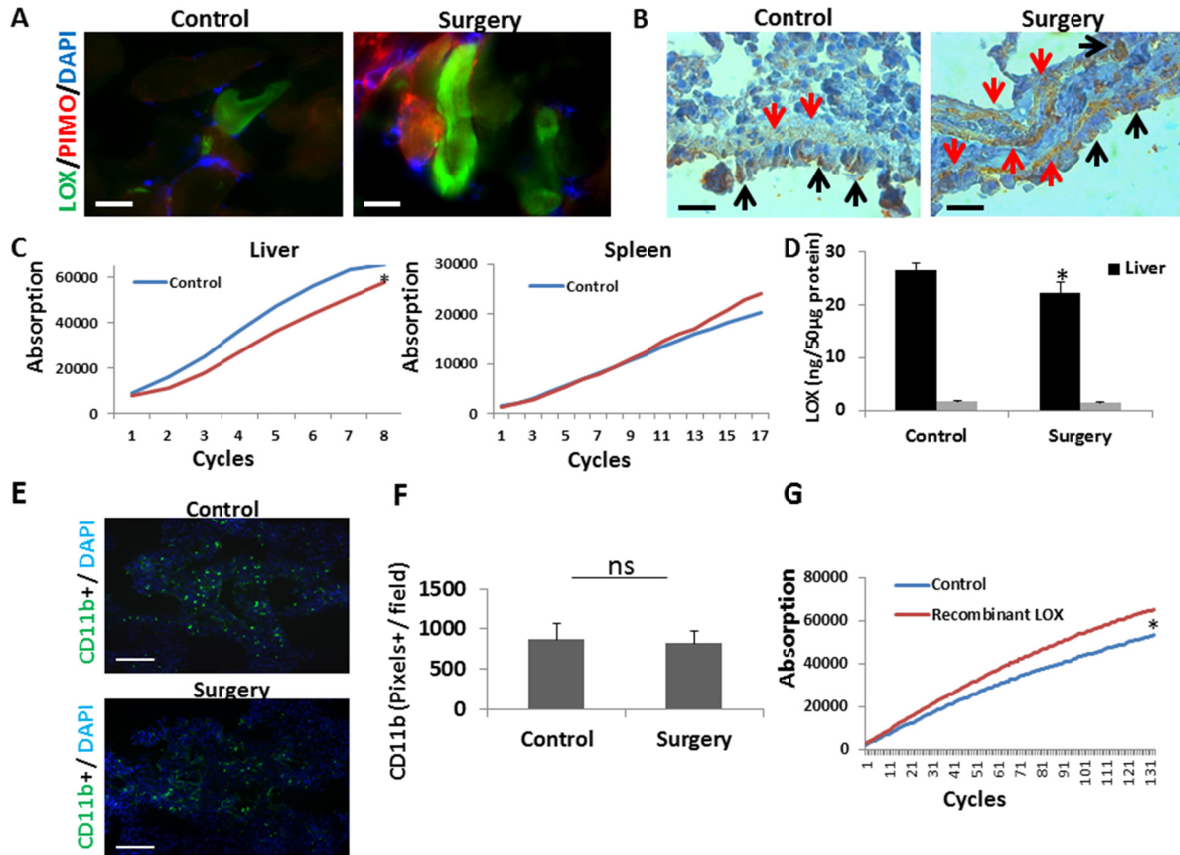 A
Control
Surgery
LOX/PIMO/DAPI
B
Control
Surgery
C
Liver
Absorption
60000
40000
20000
0
Control
*
1 2 3 4 5 6 7 8
Cycles
Spleen
Absorption
30000
20000
10000
0
Control
1 3 5 7 9 11 13 15 17
Cycles
D
LOX (ng/50µg protein)
30
20
10
0
*
Liver
Control
Surgery
E
Control
CD11b+/ DAPI
Surgery
CD11b+/ DAPI
F
CD11b (Pixels+ / field)
1500
1000
500
0
ns
Control
Surgery
G
Absorption
80000
60000
40000
20000
0
Control
Recombinant LOX
*
1 11 21 31 41 51 61 71 81 91 101 111 121 131
Cycles